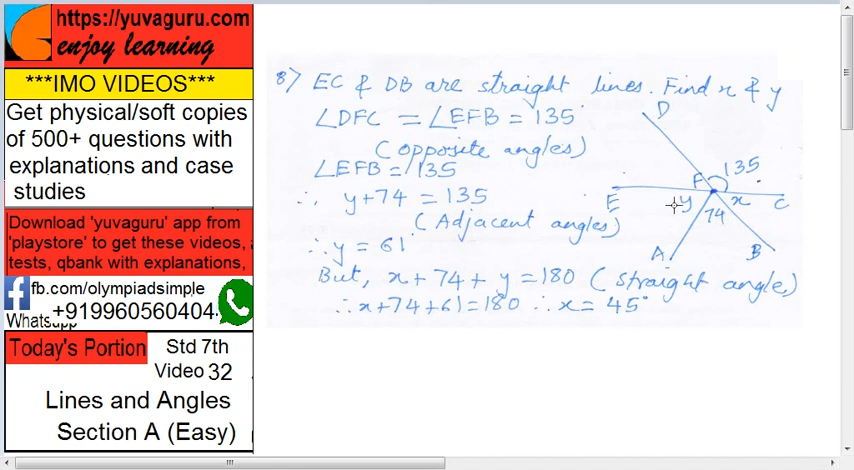 https://yuvaguru.com
enjoy learning
***IMO VIDEOS***
Get physical/soft copies
of 500+ questions with
explanations and case
studies
Download 'yuvaguru' app from
'playstore' to get these videos,
tests, qbank with explanations,
fb.com/olympiadsimple
+919960560404
Whatsapp
Today's Portion
Std 7th
Video 32
Lines and Angles
Section A (Easy)
8) EC & DB are straight lines. Find x & y
∠DFC = ∠EFB = 135
(opposite angles)
∠EFB = 135
∴ y+74 = 135
(Adjacent angles)
∴ y = 61°
But, x + 74 + y = 180 (straight angles)
∴ x+74+61=180 ∴ x = 45°
D
F 135
E y 74 x C
A B